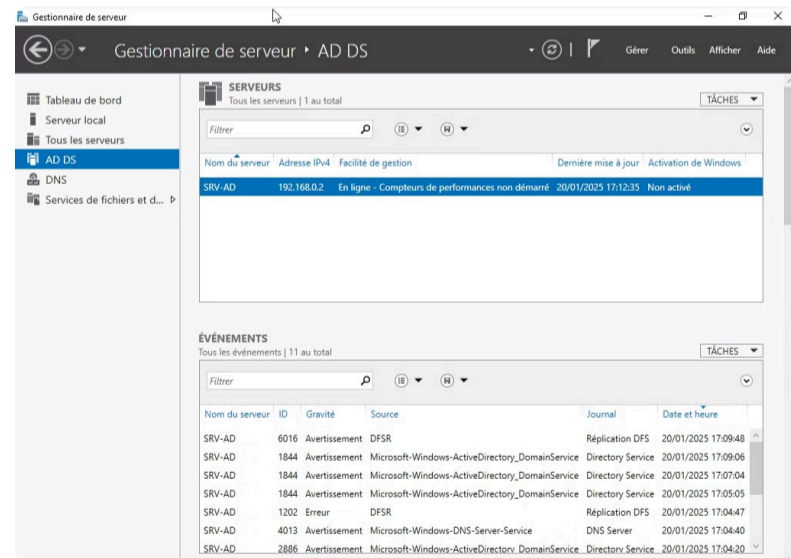 Gestionnaire de serveur
Gestionnaire de serveur ‣ AD DS
Gérer Outils Afficher Aide
Tableau de bord
Serveur local
Tous les serveurs
AD DS
DNS
Services de fichiers et d...
SERVEURS
Tous les serveurs | 1 au total
TÂCHES
Filtrer
Nom du serveur Adresse IPv4 Facilité de gestion Dernière mise à jour Activation de Windows
SRV-AD 192.168.0.2 En ligne - Compteurs de performances non démarré 20/01/2025 17:12:35 Non activé
ÉVÉNEMENTS
Tous les événements | 11 au total
TÂCHES
Filtrer
Nom du serveur ID Gravité Source Journal Date et heure
SRV-AD 6016 Avertissement DFSR Réplication DFS 20/01/2025 17:09:48
SRV-AD 1844 Avertissement Microsoft-Windows-ActiveDirectory_DomainService Directory Service 20/01/2025 17:09:06
SRV-AD 1844 Avertissement Microsoft-Windows-ActiveDirectory_DomainService Directory Service 20/01/2025 17:07:04
SRV-AD 1844 Avertissement Microsoft-Windows-ActiveDirectory_DomainService Directory Service 20/01/2025 17:05:05
SRV-AD 1202 Erreur DFSR Réplication DFS 20/01/2025 17:04:47
SRV-AD 4013 Avertissement Microsoft-Windows-DNS-Server-Service DNS Server 20/01/2025 17:04:40
SRV-AD 2886 Avertissement Microsoft-Windows-ActiveDirectory_DomainService Directory Service 20/01/2025 17:04:20